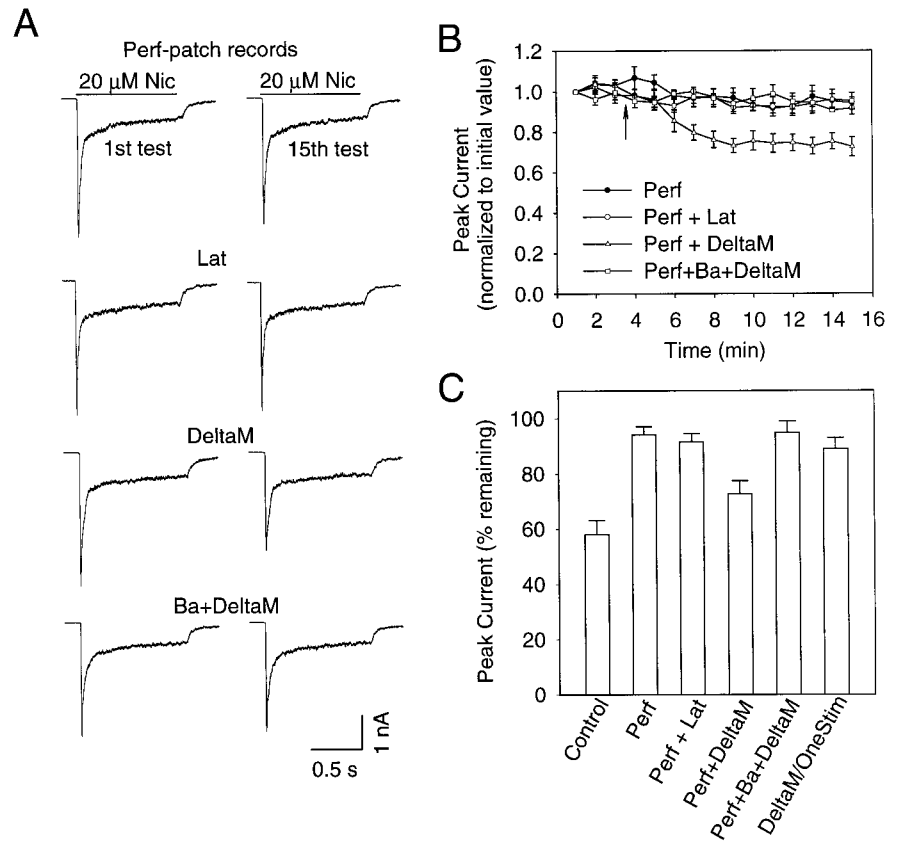 A
Perf-patch records
20 µM Nic
20 µM Nic
1st test
15th test
Lat
DeltaM
Ba+DeltaM
1 nA
0.5 s
B
Peak Current
(normalized to initial value)
1.2
1.0
0.8
0.6
0.4
0.2
0.0
Perf
Perf + Lat
Perf + DeltaM
Perf+Ba+DeltaM
0 2 4 6 8 10 12 14 16
Time (min)
C
Peak Current (% remaining)
100
80
60
40
20
0
Control
Perf
Perf + Lat
Perf+DeltaM
Perf+Ba+DeltaM
DeltaM/OneStim